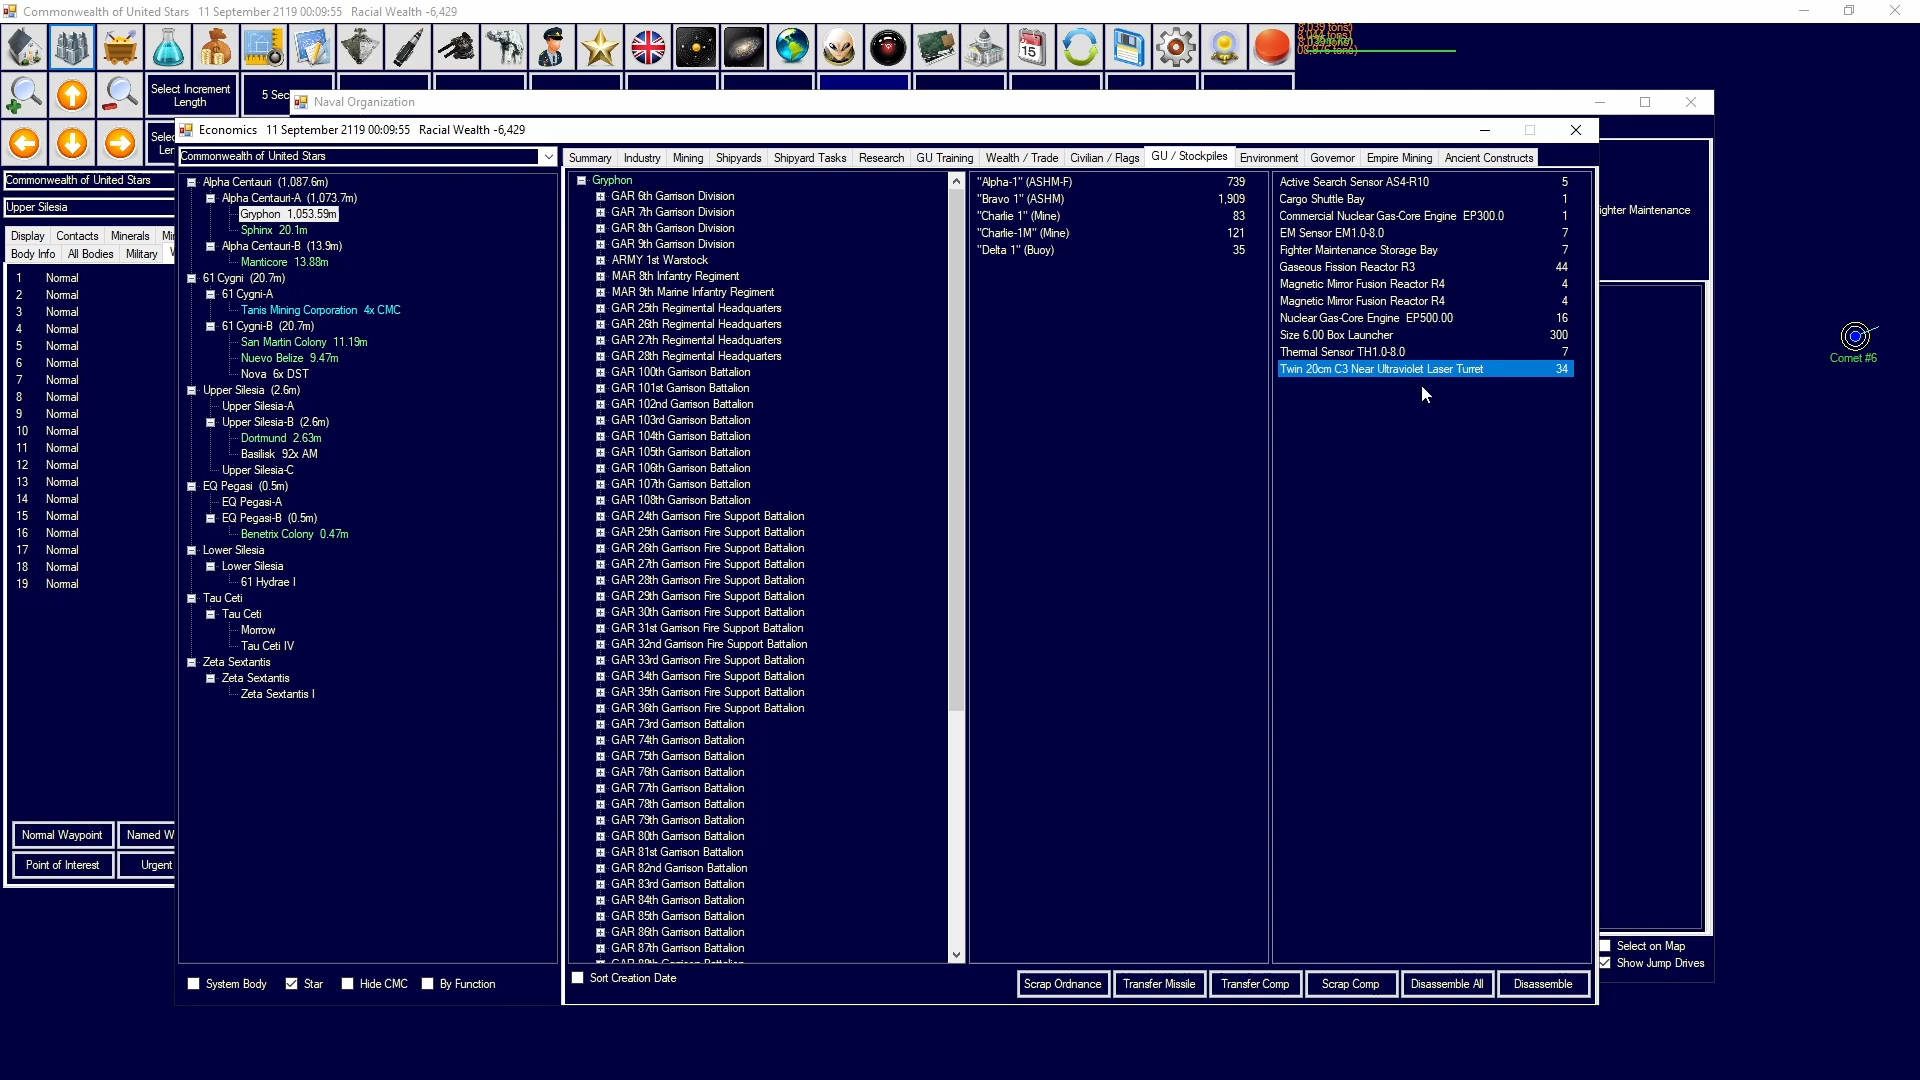 Commonwealth of United Stars   11 September 2119 00:09:55   Racial Wealth -6,429
Select Increment Length
5 Sec
Naval Organization
Economics   11 September 2119 00:09:55   Racial Wealth -6,429
Commonwealth of United Stars
Upper Silesia
Display
Contacts
Minerals
Body Info
All Bodies
Military
1 Normal
2 Normal
3 Normal
4 Normal
5 Normal
6 Normal
7 Normal
8 Normal
9 Normal
10 Normal
11 Normal
12 Normal
13 Normal
14 Normal
15 Normal
16 Normal
17 Normal
18 Normal
19 Normal
Normal Waypoint
Named W
Point of Interest
Urgent
Commonwealth of United Stars
Alpha Centauri (1,087.6m)
Alpha Centauri-A (1,073.7m)
Gryphon 1,053.59m
Sphinx 20.1m
Alpha Centauri-B (13.9m)
Manticore 13.88m
61 Cygni (20.7m)
61 Cygni-A
Tanis Mining Corporation 4x CMC
61 Cygni-B (20.7m)
San Martin Colony 11.19m
Nuevo Belize 9.47m
Nova 6x DST
Upper Silesia (2.6m)
Upper Silesia-A
Upper Silesia-B (2.6m)
Dortmund 2.63m
Basilisk 92x AM
Upper Silesia-C
EQ Pegasi (0.5m)
EQ Pegasi-A
EQ Pegasi-B (0.5m)
Benetrix Colony 0.47m
Lower Silesia
Lower Silesia
61 Hydrae I
Tau Ceti
Tau Ceti
Morrow
Tau Ceti IV
Zeta Sextantis
Zeta Sextantis
Zeta Sextantis I
System Body
Star
Hide CMC
By Function
Summary
Industry
Mining
Shipyards
Shipyard Tasks
Research
GU Training
Wealth / Trade
Civilian / Flags
GU / Stockpiles
Environment
Governor
Empire Mining
Ancient Constructs
Gryphon
GAR 6th Garrison Division
GAR 7th Garrison Division
GAR 8th Garrison Division
GAR 9th Garrison Division
ARMY 1st Warstock
MAR 8th Infantry Regiment
MAR 9th Marine Infantry Regiment
GAR 25th Regimental Headquarters
GAR 26th Regimental Headquarters
GAR 27th Regimental Headquarters
GAR 28th Regimental Headquarters
GAR 100th Garrison Battalion
GAR 101st Garrison Battalion
GAR 102nd Garrison Battalion
GAR 103rd Garrison Battalion
GAR 104th Garrison Battalion
GAR 105th Garrison Battalion
GAR 106th Garrison Battalion
GAR 107th Garrison Battalion
GAR 108th Garrison Battalion
GAR 24th Garrison Fire Support Battalion
GAR 25th Garrison Fire Support Battalion
GAR 26th Garrison Fire Support Battalion
GAR 27th Garrison Fire Support Battalion
GAR 28th Garrison Fire Support Battalion
GAR 29th Garrison Fire Support Battalion
GAR 30th Garrison Fire Support Battalion
GAR 31st Garrison Fire Support Battalion
GAR 32nd Garrison Fire Support Battalion
GAR 33rd Garrison Fire Support Battalion
GAR 34th Garrison Fire Support Battalion
GAR 35th Garrison Fire Support Battalion
GAR 36th Garrison Fire Support Battalion
GAR 73rd Garrison Battalion
GAR 74th Garrison Battalion
GAR 75th Garrison Battalion
GAR 76th Garrison Battalion
GAR 77th Garrison Battalion
GAR 78th Garrison Battalion
GAR 79th Garrison Battalion
GAR 80th Garrison Battalion
GAR 81st Garrison Battalion
GAR 82nd Garrison Battalion
GAR 83rd Garrison Battalion
GAR 84th Garrison Battalion
GAR 85th Garrison Battalion
GAR 86th Garrison Battalion
GAR 87th Garrison Battalion
Sort Creation Date
"Alpha-1" (ASHM-F) 739
"Bravo 1" (ASHM) 1,909
"Charlie 1" (Mine) 83
"Charlie-1M" (Mine) 121
"Delta 1" (Buoy) 35
Active Search Sensor AS4-R10 5
Cargo Shuttle Bay 1
Commercial Nuclear Gas-Core Engine EP300.0 1
EM Sensor EM1.0-8.0 7
Fighter Maintenance Storage Bay 7
Gaseous Fission Reactor R3 44
Magnetic Mirror Fusion Reactor R4 4
Magnetic Mirror Fusion Reactor R4 4
Nuclear Gas-Core Engine EP500.00 16
Size 6.00 Box Launcher 300
Thermal Sensor TH1.0-8.0 7
Twin 20cm C3 Near Ultraviolet Laser Turret 34
Scrap Ordnance
Transfer Missile
Transfer Comp
Scrap Comp
Disassemble All
Disassemble
ighter Maintenance
Select on Map
Show Jump Drives
Comet #6